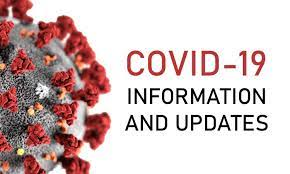 COVID-19
INFORMATION
AND UPDATES